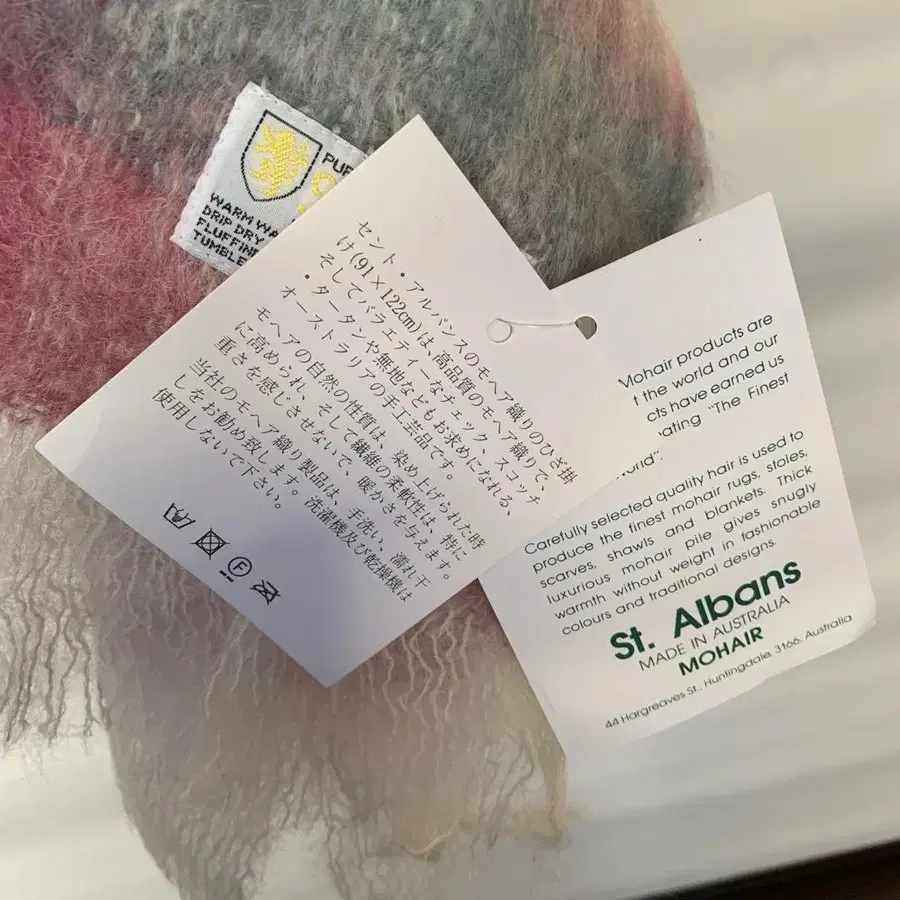 PUR
WARM WA
DRIP DRY
FLUFFIN
TUMBLE
セント・アルバンスのモヘア織りのひざ掛
け(91×122cm)は、高品質のモヘア織りで、
そしてバラエティーなチェック、スコッチ
・タータンや無地などもお求めになれる、
オーストラリアの手工芸品です。
モヘアの自然の性質は、染め上げられた時
に高められ、そして繊維の柔軟性は、特に
重さを感じさせないで、暖かさを与えます。
当社のモヘア織り製品は、手洗い、濡れ干
しをお勧め致します。洗濯機及び乾燥機は
使用しないで下さい。
F
Mohair products are
t the world and our
cts have earned us
ating "The Finest
orld".
Carefully selected quality hair is used to
produce the finest mohair rugs, stoles,
scarves, shawls and blankets. Thick
luxurious mohair pile gives snugly
warmth without weight in fashionable
colours and traditional designs.
St. Albans
MADE IN AUSTRALIA
MOHAIR
44 Hargreaves St., Huntingdale, 3166, Australia